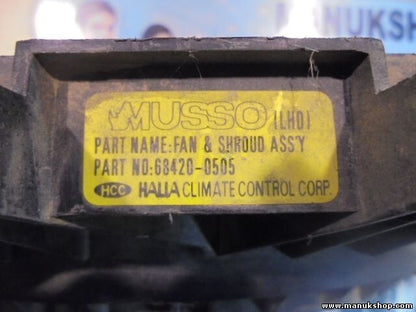 MANUKSHOP
MUSSO (LHD)
PART NAME:FAN & SHROUD ASS'Y
PART NO:68420-0505
HCC HALLA CLIMATE CONTROL CORP.
www.manukshop.com